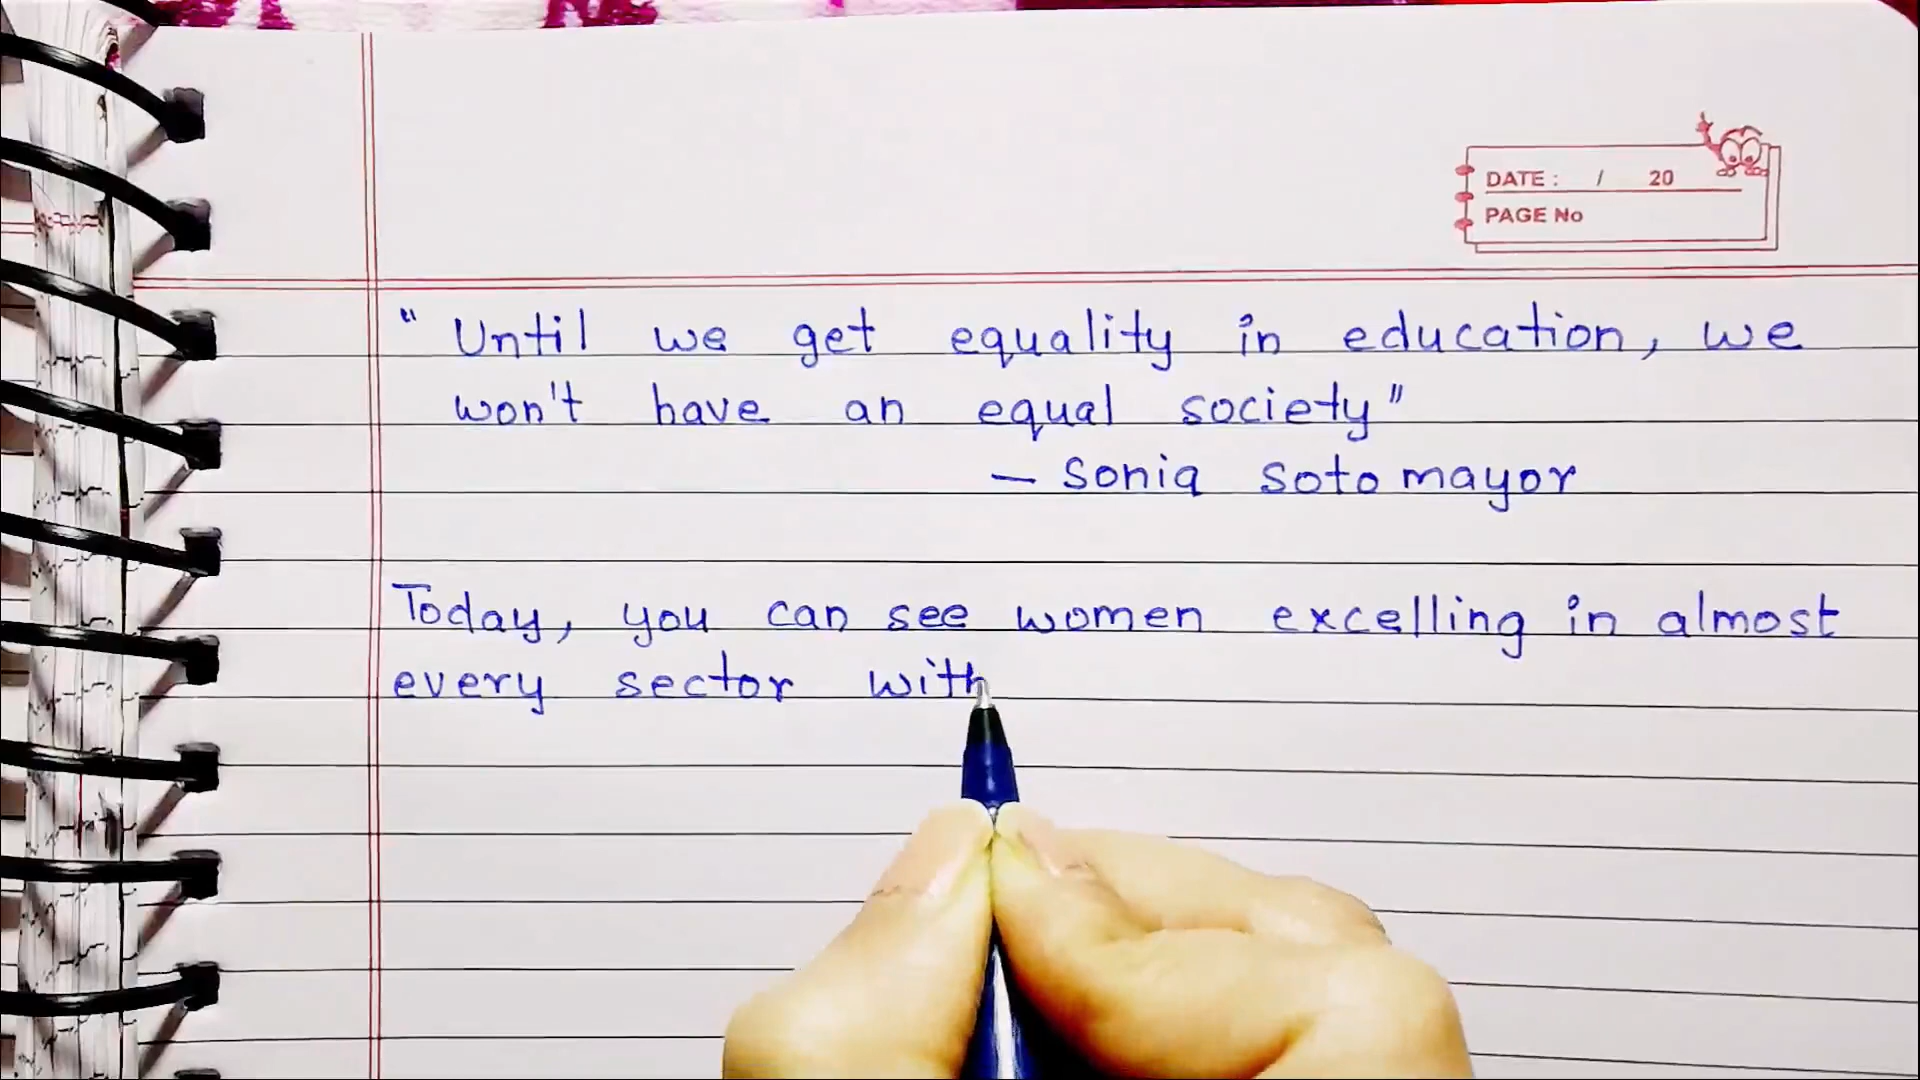 DATE : / 20
PAGE No
" Until we get equality in education, we
won't have an equal society "
— Sonia Sotomayor
Today, you can see women excelling in almost
every sector with